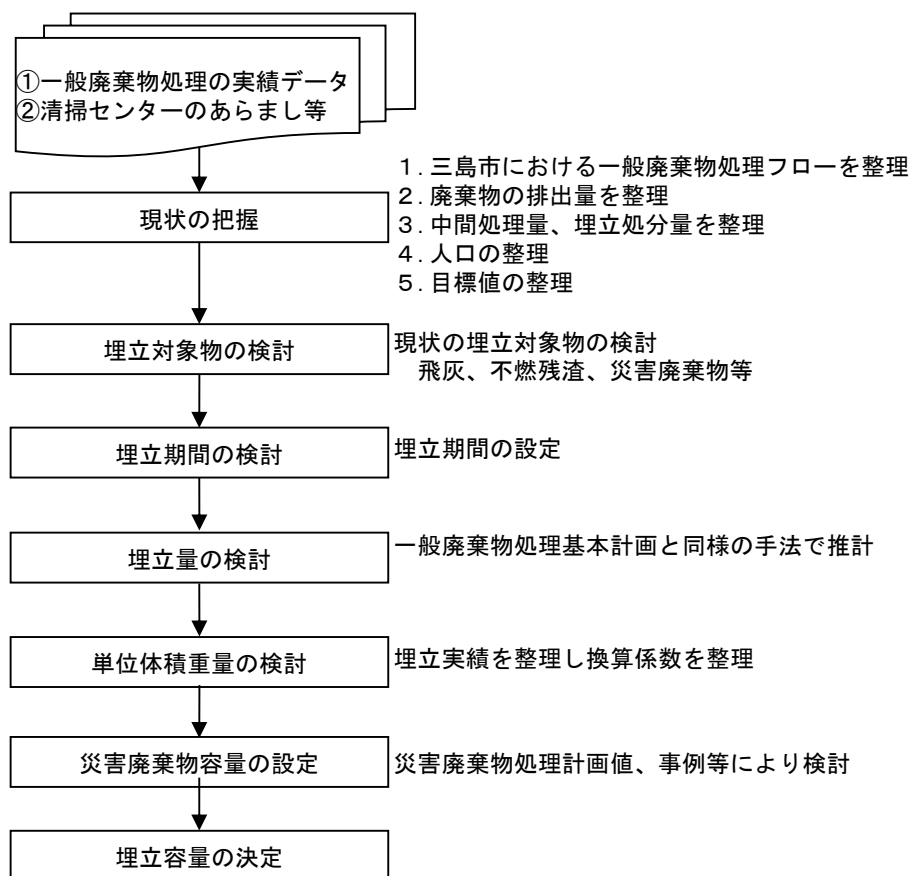 ①一般廃棄物処理の実績データ
②清掃センターのあらまし等
現状の把握
１.三島市における一般廃棄物処理フローを整理
２.廃棄物の排出量を整理
３.中間処理量、埋立処分量を整理
４.人口の整理
５.目標値の整理
埋立対象物の検討
現状の埋立対象物の検討
飛灰、不燃残渣、災害廃棄物等
埋立期間の検討
埋立期間の設定
埋立量の検討
一般廃棄物処理基本計画と同様の手法で推計
単位体積重量の検討
埋立実績を整理し換算係数を整理
災害廃棄物容量の設定
災害廃棄物処理計画値、事例等により検討
埋立容量の決定